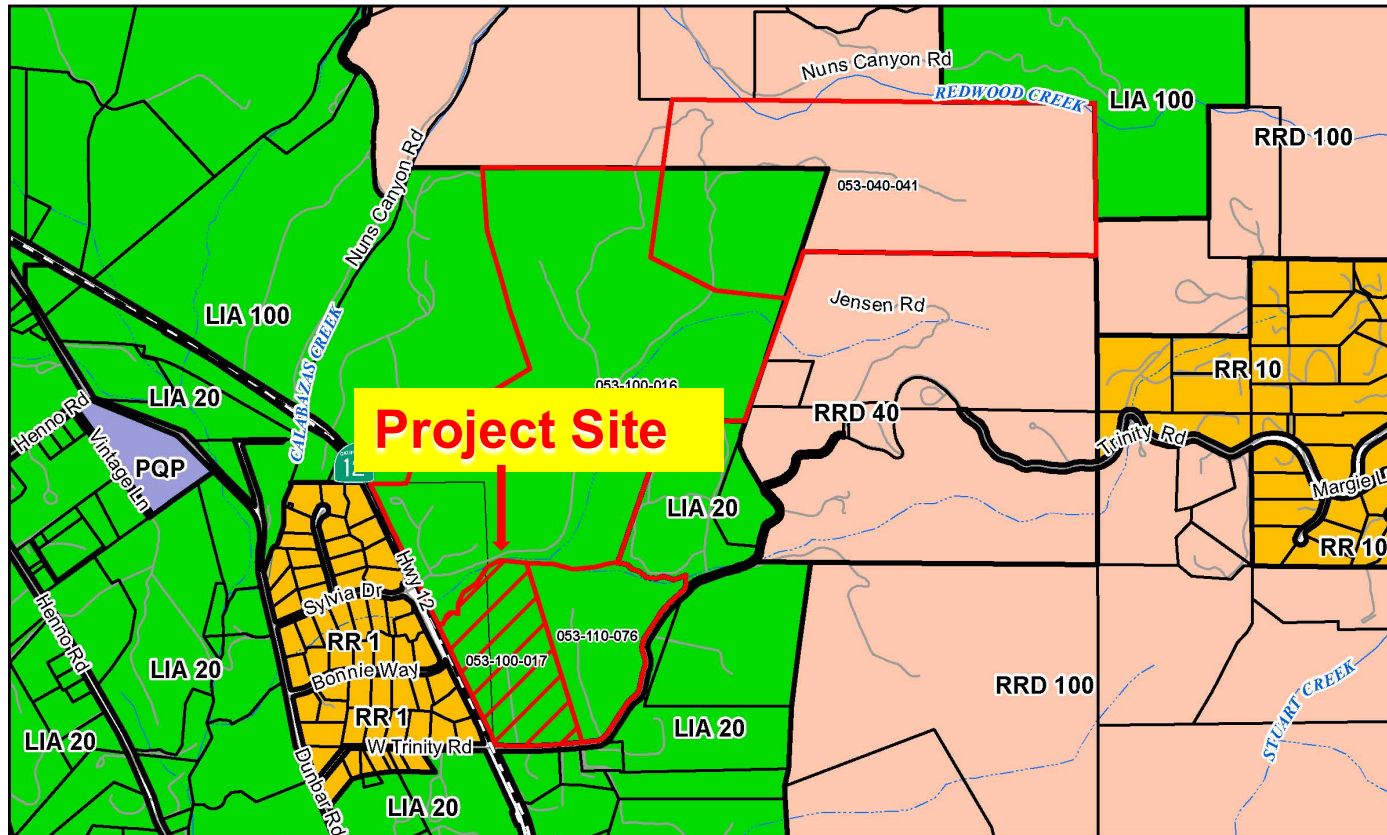 Nuns Canyon Rd
REDWOOD CREEK
LIA 100
RRD 100
Nuns Canyon Rd
053-040-041
Jensen Rd
LIA 100
CALABAZAS CREEK
LIA 20
Henno Rd
Vintage Ln
PQP
053-100-016
Project Site
12
RR 10
RRD 40
Trinity Rd
Margie L
RR 10
LIA 20
Hwy 12
Sylvia Dr
RR 1
Bonnie Way
053-110-076
053-100-017
Henno Rd
LIA 20
RR 1
W Trinity Rd
Dunbar Rd
LIA 20
LIA 20
LIA 20
RRD 100
STUART CREEK